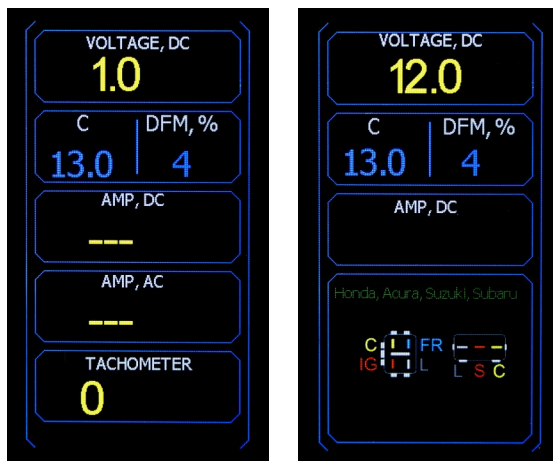 VOLTAGE, DC
1.0
C DFM, %
13.0 4
AMP, DC
---
AMP, AC
---
TACHOMETER
0
VOLTAGE, DC
12.0
C DFM, %
13.0 4
AMP, DC
Honda, Acura, Suzuki, Subaru
C FR
IG L
L S C